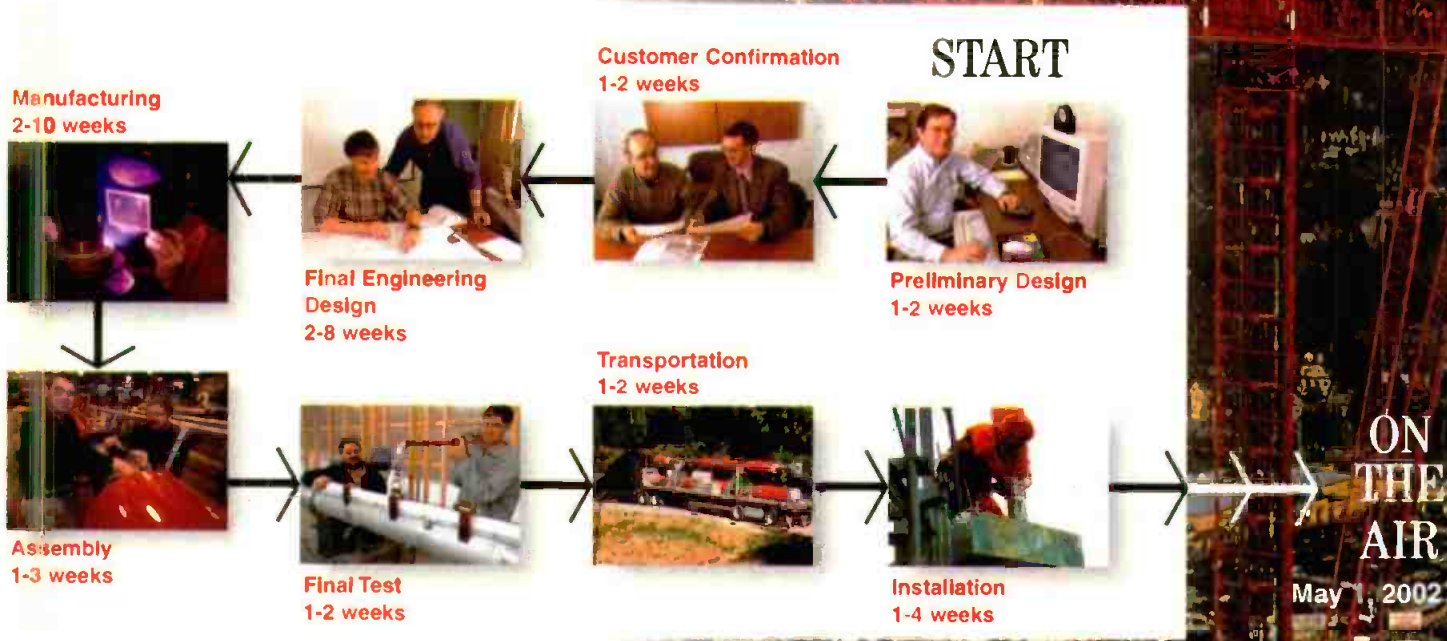 START
Preliminary Design
1-2 weeks
Customer Confirmation
1-2 weeks
Final Engineering
Design
2-8 weeks
Manufacturing
2-10 weeks
Assembly
1-3 weeks
Final Test
1-2 weeks
Transportation
1-2 weeks
Installation
1-4 weeks
ON
THE
AIR
May 1, 2002